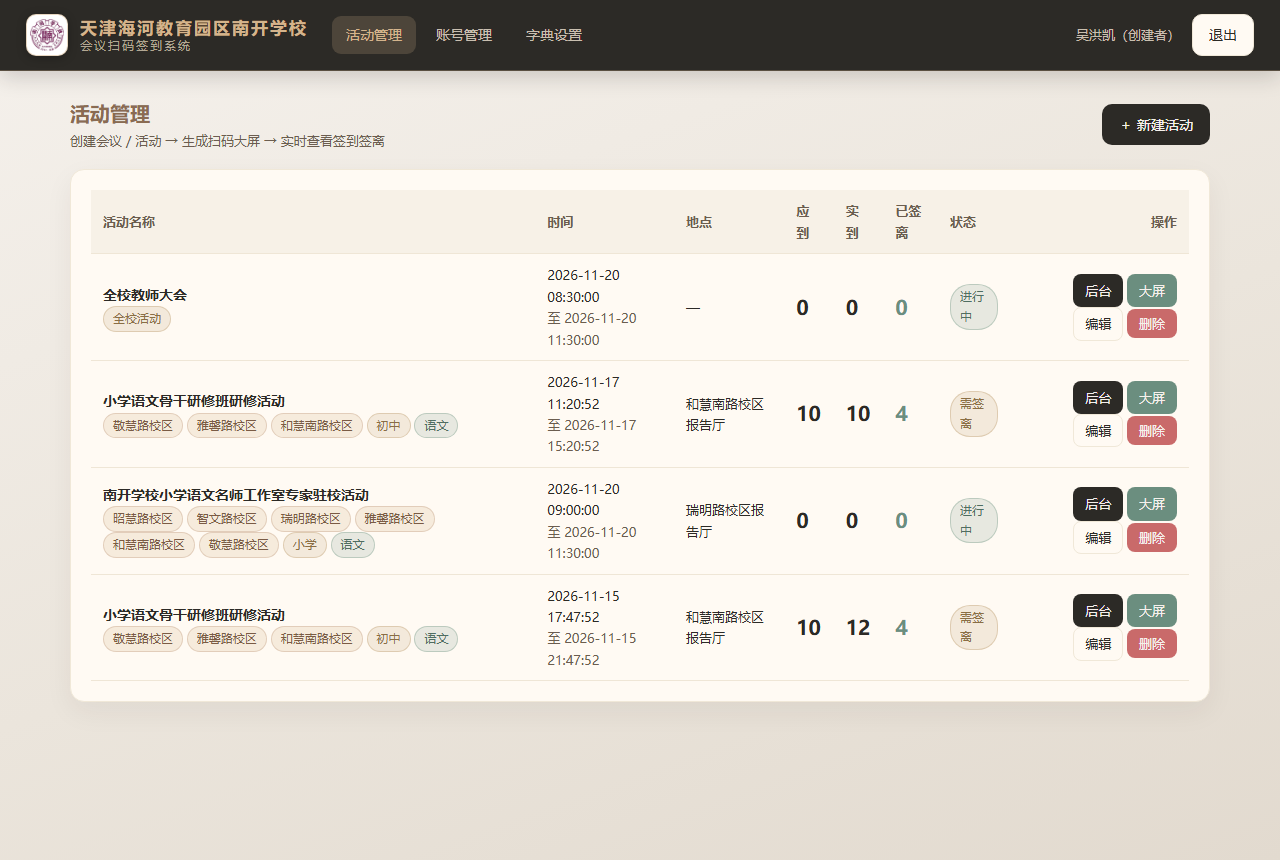 天津海河教育园区南开学校
会议扫码签到系统
活动管理 账号管理 字典设置
吴洪凯（创建者） 退出
活动管理
创建会议 / 活动 → 生成扫码大屏 → 实时查看签到签离
+ 新建活动
活动名称 时间 地点 应到 实到 已签离 状态 操作
全校教师大会
全校活动
2026-11-20
08:30:00
至 2026-11-20
11:30:00
—
0 0 0
进行中
后台 大屏
编辑 删除
小学语文骨干研修班研修活动
敬慧路校区 雅馨路校区 和慧南路校区 初中 语文
2026-11-17
11:20:52
至 2026-11-17
15:20:52
和慧南路校区
报告厅
10 10 4
需签离
后台 大屏
编辑 删除
南开学校小学语文名师工作室专家驻校活动
昭慧路校区 智文路校区 瑞明路校区 雅馨路校区
和慧南路校区 敬慧路校区 小学 语文
2026-11-20
09:00:00
至 2026-11-20
11:30:00
瑞明路校区报
告厅
0 0 0
进行中
后台 大屏
编辑 删除
小学语文骨干研修班研修活动
敬慧路校区 雅馨路校区 和慧南路校区 初中 语文
2026-11-15
17:47:52
至 2026-11-15
21:47:52
和慧南路校区
报告厅
10 12 4
需签离
后台 大屏
编辑 删除